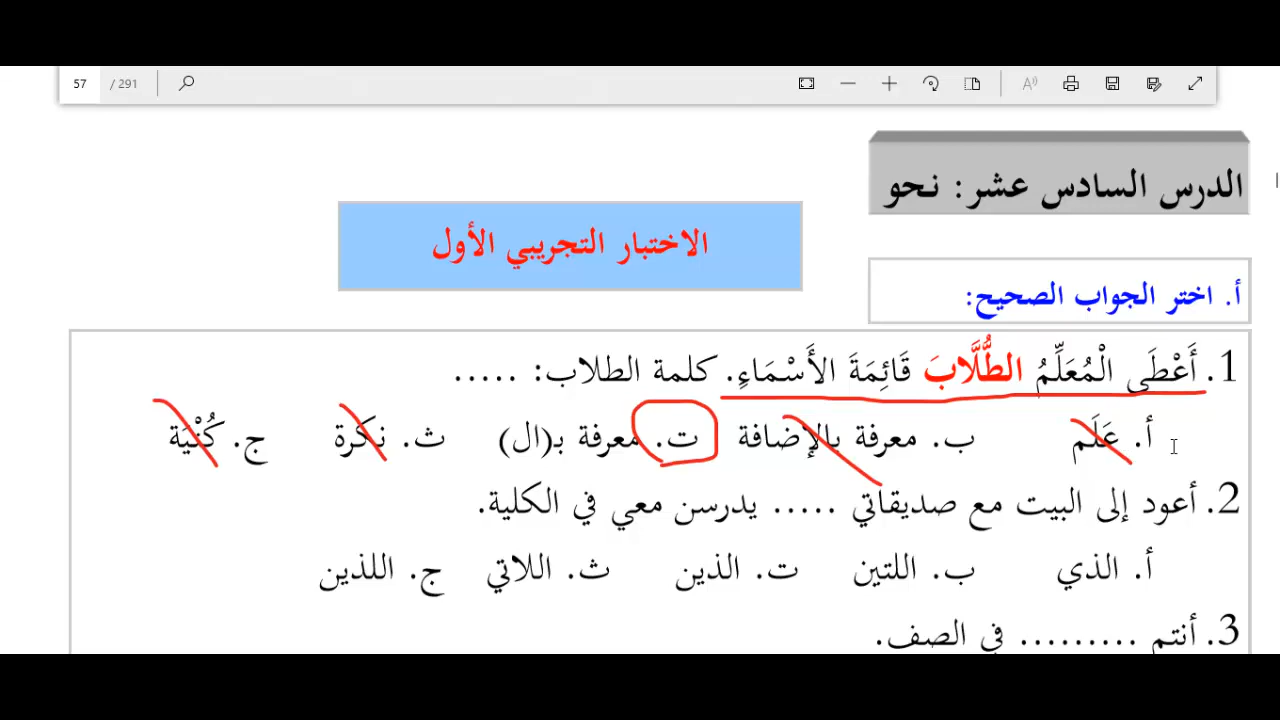 57 / 291
الدرس السادس عشر: نحو
الاختبار التجريبي الأول
أ. اختر الجواب الصحيح:
1. أَعْطَى الْمُعَلِّمُ الطُّلَّابَ قَائِمَةَ الأَسْمَاءِ. كلمة الطلاب: .....
أ. عَلَم ب. معرفة بالإضافة ت. معرفة بـ(ال) ث. نكرة ج. كُنْيَة
2. أعود إلى البيت مع صديقاتي ..... يدرسن معي في الكلية.
أ. الذي ب. اللتين ت. الذين ث. اللاتي ج. اللذين
3. أنتم ......... في الصف.